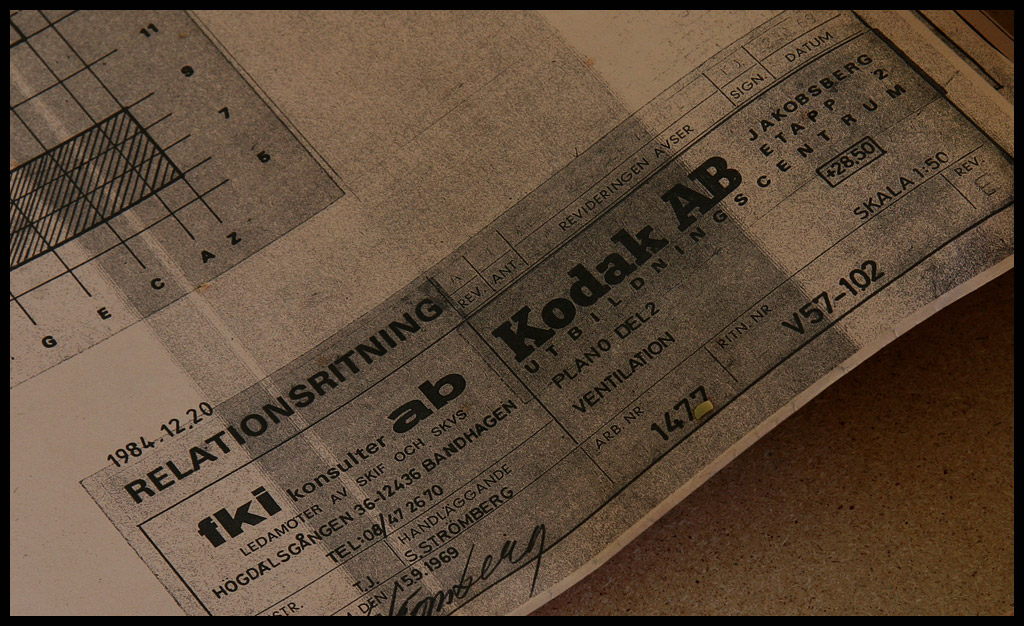 11
9
7
5
G E C A Z
1984.12.20
RELATIONSRITNING
REV. ANT. REVIDERINGEN AVSER SIGN. DATUM
fki konsulter ab
LEDAMÖTER AV SKIF OCH SKVS
HÖGDALSGÅNGEN 36-12436 BANDHAGEN
TEL:08/47 26 70
HANDLÄGGANDE
S.STRÖMBERG
T.J.
DEN 15.9.1969
Kodak AB
UTBILDNINGSCENTRUM
JAKOBSBERG
ETAPP 2
PLAN 0 DEL 2
+28.50
VENTILATION
SKALA 1:50
ARB NR
1477
RITN NR
V57-102
REV.
E